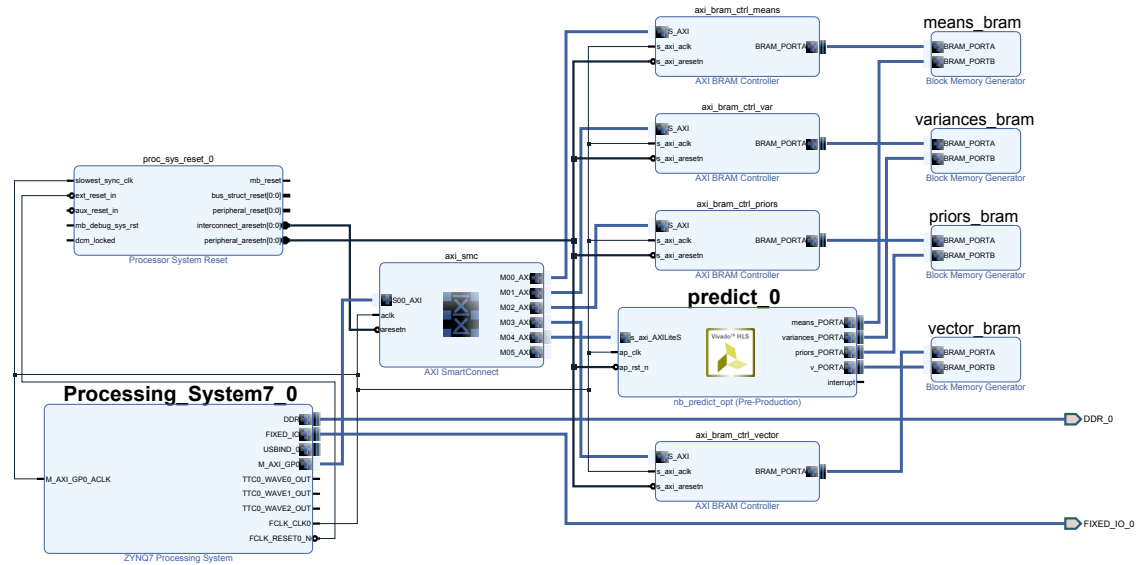 axi_bram_ctrl_means
S_AXI
s_axi_aclk
s_axi_aresetn
BRAM_PORTA
AXI BRAM Controller
means_bram
BRAM_PORTA
BRAM_PORTB
Block Memory Generator
axi_bram_ctrl_var
S_AXI
s_axi_aclk
s_axi_aresetn
BRAM_PORTA
AXI BRAM Controller
variances_bram
BRAM_PORTA
BRAM_PORTB
Block Memory Generator
proc_sys_reset_0
slowest_sync_clk
ext_reset_in
aux_reset_in
mb_debug_sys_rst
dcm_locked
mb_reset
bus_struct_reset[0:0]
peripheral_reset[0:0]
interconnect_aresetn[0:0]
peripheral_aresetn[0:0]
Processor System Reset
axi_bram_ctrl_priors
S_AXI
s_axi_aclk
s_axi_aresetn
BRAM_PORTA
AXI BRAM Controller
priors_bram
BRAM_PORTA
BRAM_PORTB
Block Memory Generator
axi_smc
S00_AXI
aclk
aresetn
M00_AXI
M01_AXI
M02_AXI
M03_AXI
M04_AXI
M05_AXI
AXI SmartConnect
predict_0
s_axi_AXILiteS
ap_clk
ap_rst_n
Vivado™ HLS
means_PORTA
variances_PORTA
priors_PORTA
v_PORTA
interrupt
nb_predict_opt (Pre-Production)
vector_bram
BRAM_PORTA
BRAM_PORTB
Block Memory Generator
Processing_System7_0
M_AXI_GP0_ACLK
DDR
FIXED_IO
USBIND_0
M_AXI_GP0
TTC0_WAVE0_OUT
TTC0_WAVE1_OUT
TTC0_WAVE2_OUT
FCLK_CLK0
FCLK_RESET0_N
ZYNQ7 Processing System
axi_bram_ctrl_vector
S_AXI
s_axi_aclk
s_axi_aresetn
BRAM_PORTA
AXI BRAM Controller
DDR_0
FIXED_IO_0